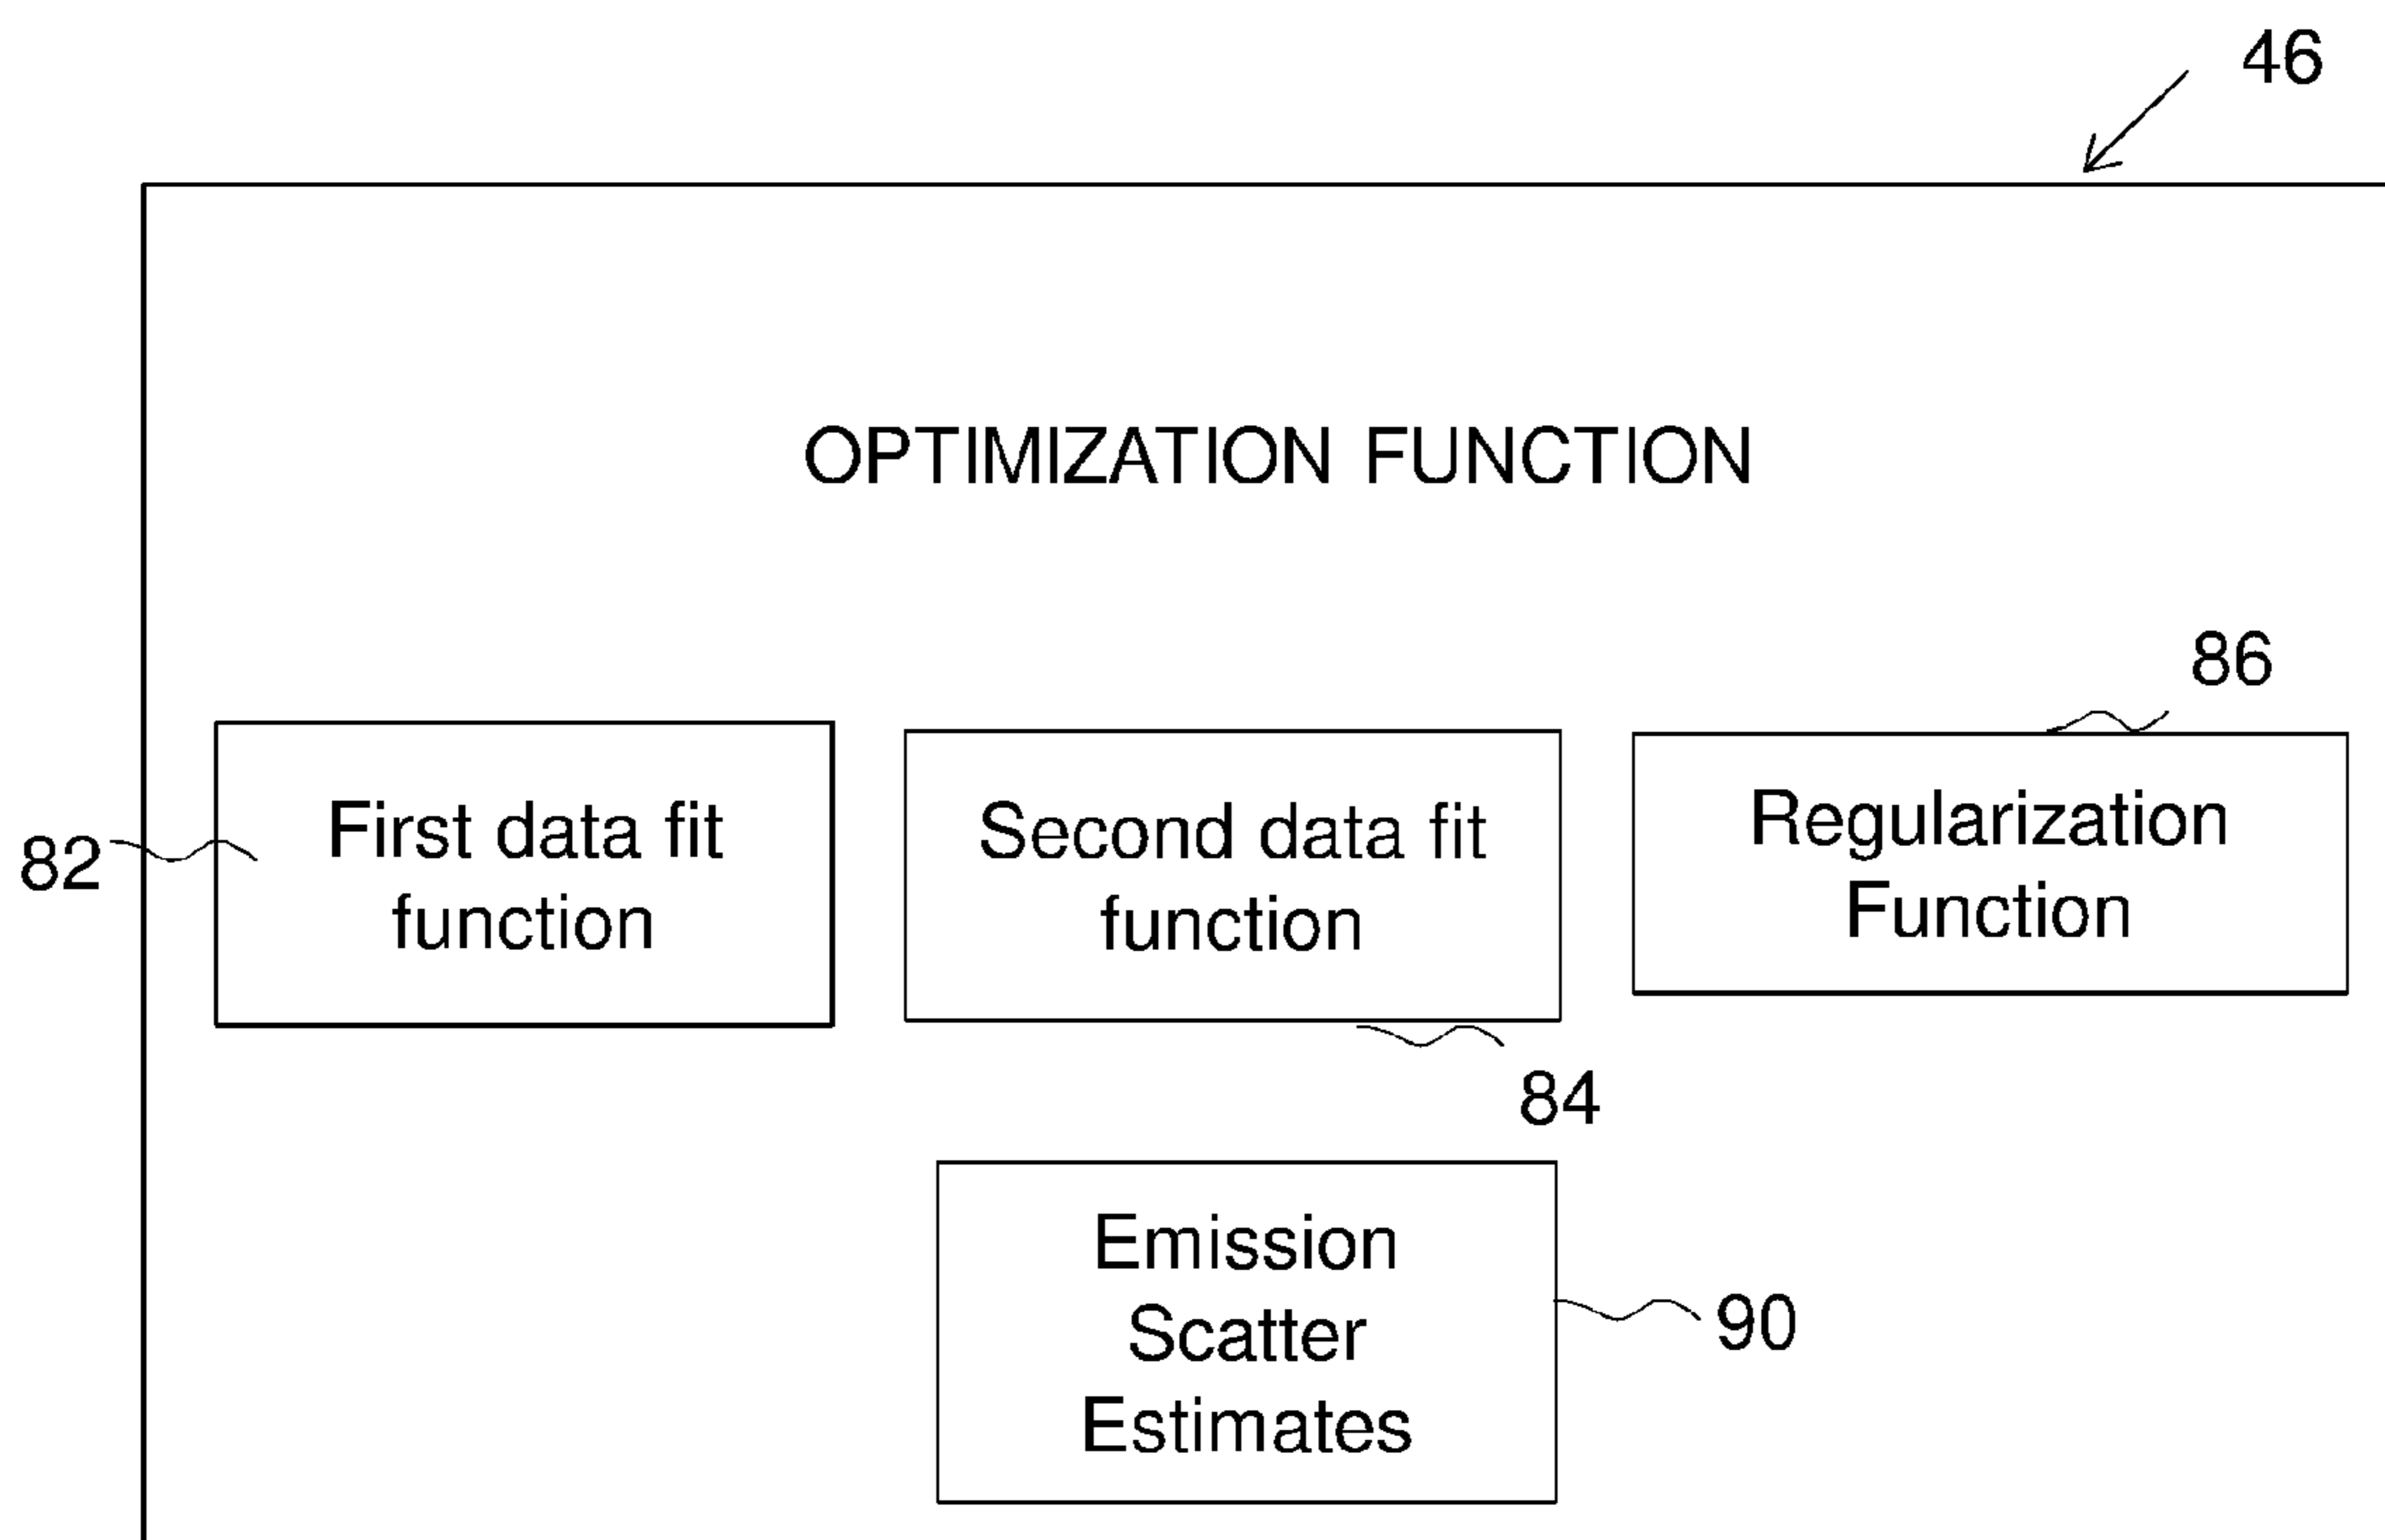 46
OPTIMIZATION FUNCTION
86
82
First data fit
function
Second data fit
function
Regularization
Function
84
Emission
Scatter
Estimates
90